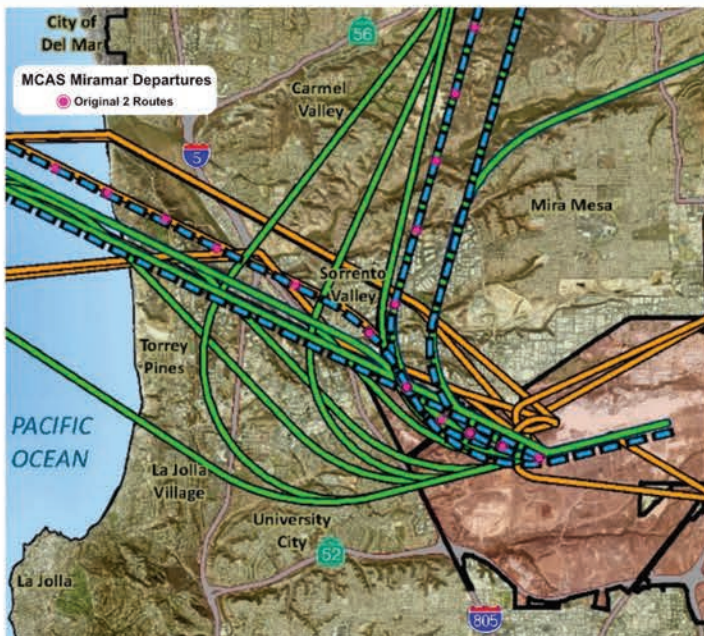 City of
Del Mar
56
MCAS Miramar Departures
Original 2 Routes
Carmel
Valley
5
Mira Mesa
Sorrento
Valley
Torrey
Pines
PACIFIC
OCEAN
La Jolla
Village
University
City
52
La Jolla
805